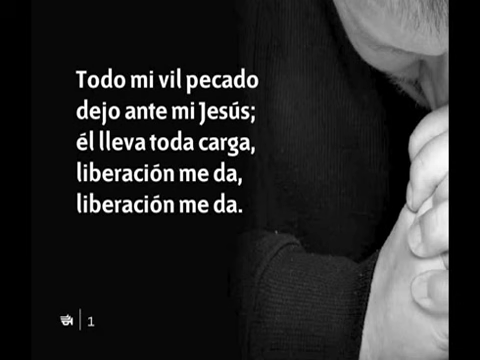 Todo mi vil pecado
dejo ante mi Jesús;
él lleva toda carga,
liberación me da,
liberación me da.
1